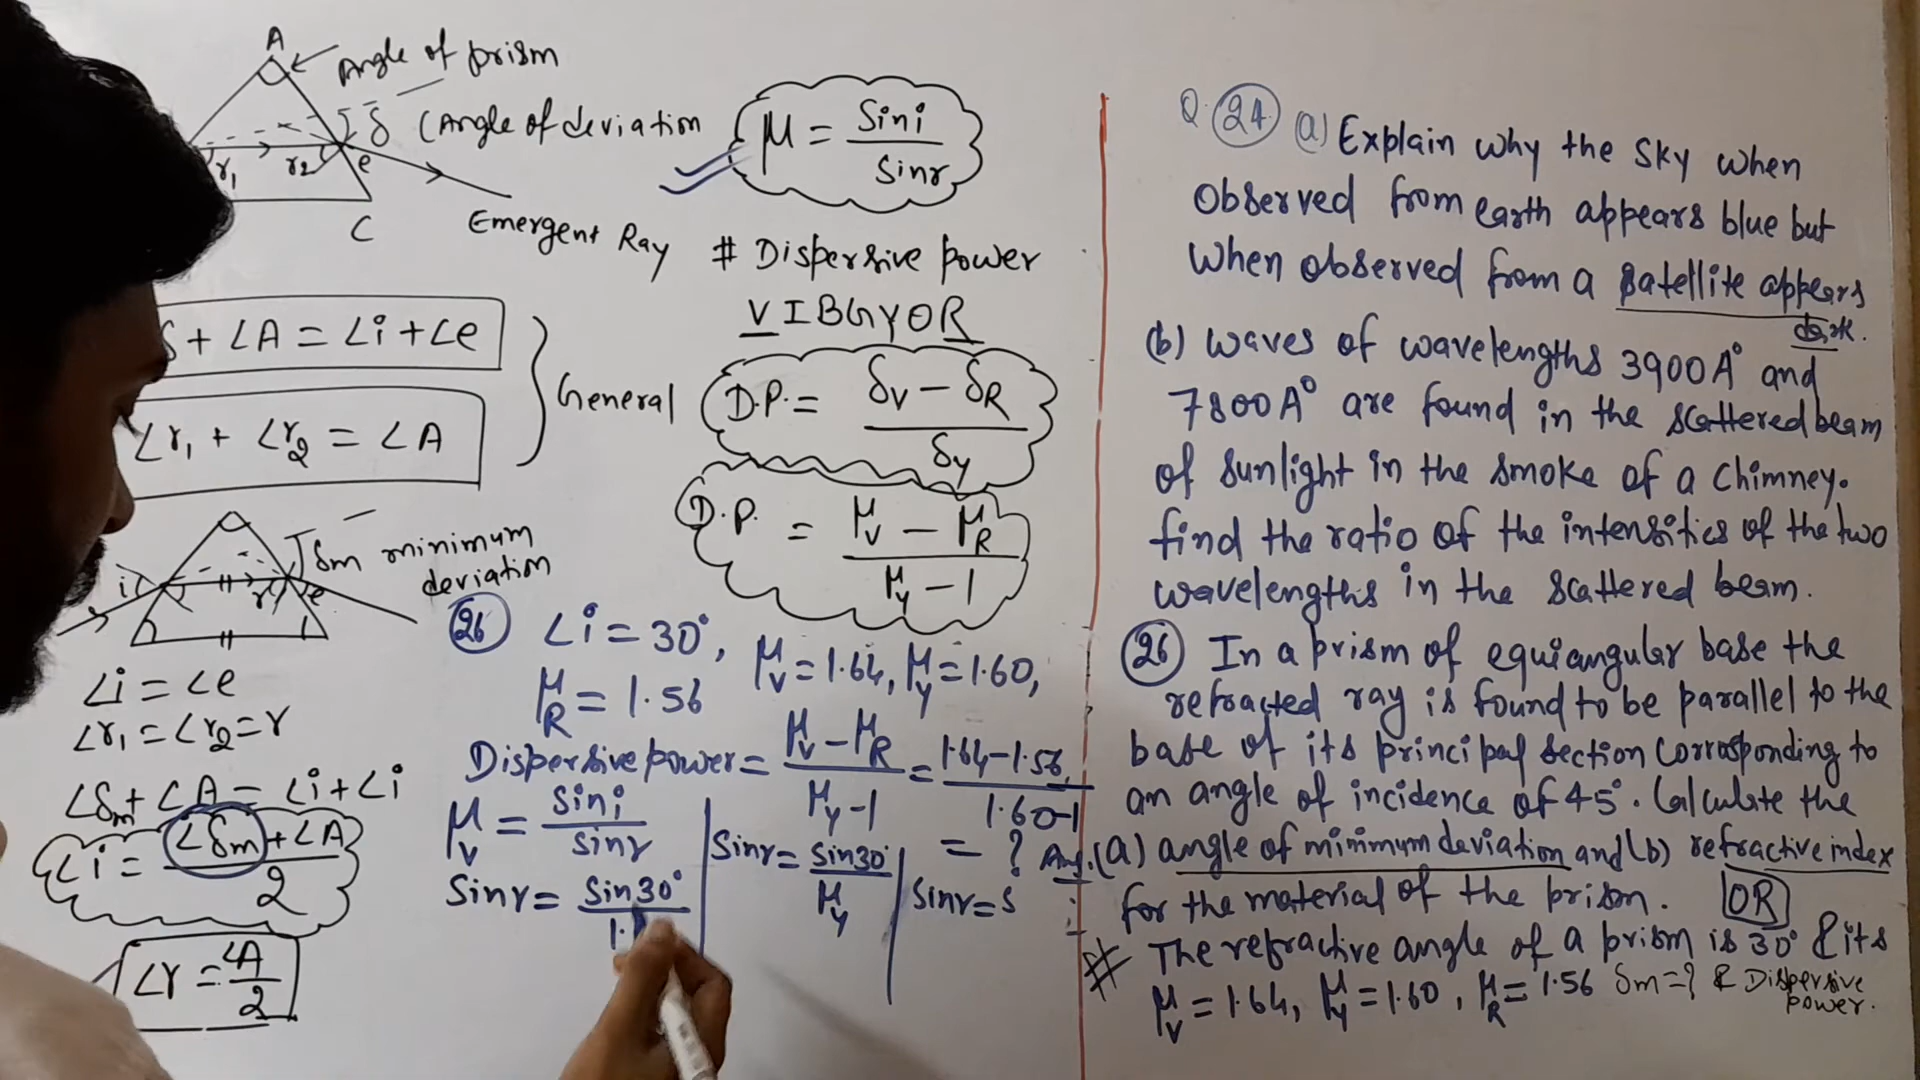 A
Angle of prism
δ (Angle of deviation
r₁ r₂ e
C
Emergent Ray
μ = Sin i / Sin r
# Dispersive power
VIBGYOR
D.P. = δv - δR / δy
D.P. = μv - μR / μy - 1
δ + ∠A = ∠i + ∠e
∠r₁ + ∠r₂ = ∠A
General
δm minimum
deviation
i r e
∠i = ∠e
∠r₁ = ∠r₂ = r
∠δm + ∠A = ∠i + ∠i
∠i = ∠δm + ∠A / 2
∠r = ∠A / 2
26 ∠i = 30°, μv = 1.64, μy = 1.60,
μR = 1.56
Dispersive power = μv - μR / μy - 1 = 1.64 - 1.56 / 1.60 - 1
= ? Ans.
μv = sin i / sin r
Sin r = Sin 30° / 1.
Sin r = Sin 30° / μy
Sin r = S
Q. 24 (a) Explain why the sky when
observed from earth appears blue but
when observed from a satellite appears
dark.
(b) waves of wavelengths 3900 A° and
7800 A° are found in the scattered beam
of sunlight in the smoke of a chimney.
find the ratio of the intensities of the two
wavelengths in the scattered beam.
26 In a prism of equiangular base the
refracted ray is found to be parallel to the
base of its principal section corrosponding to
an angle of incidence of 45°. Calculate the
(a) angle of minimum deviation and (b) refractive index
for the material of the prism. OR
# The refractive angle of a prism is 30° & its
μv = 1.64, μy = 1.60, μR = 1.56 δm = ? & Dispersive
power.